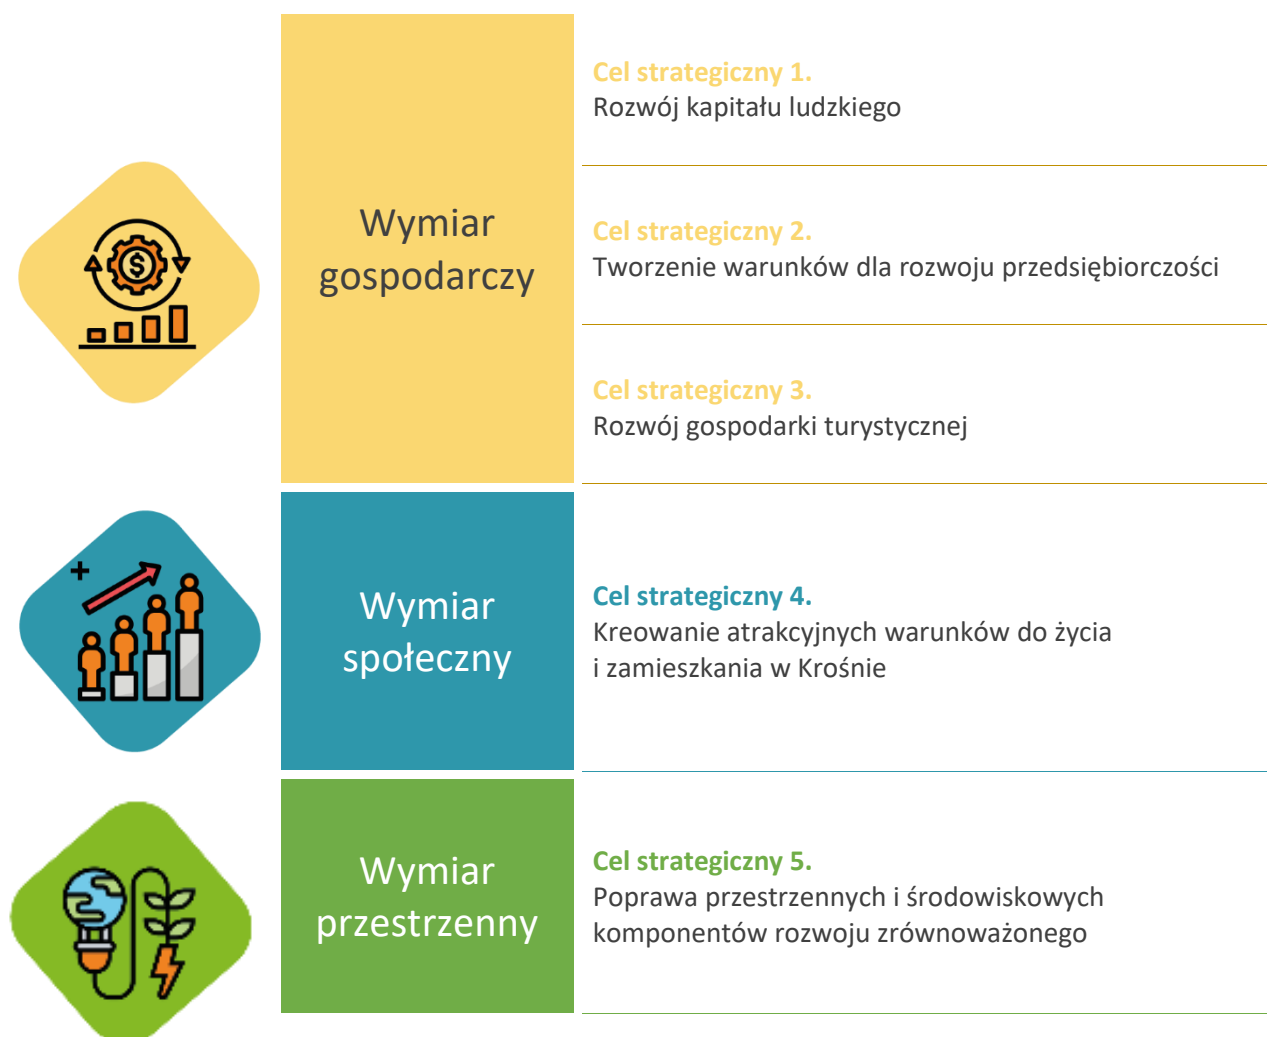 Wymiar
gospodarczy
Cel strategiczny 1.
Rozwój kapitału ludzkiego
Cel strategiczny 2.
Tworzenie warunków dla rozwoju przedsiębiorczości
Cel strategiczny 3.
Rozwój gospodarki turystycznej
Wymiar
społeczny
Cel strategiczny 4.
Kreowanie atrakcyjnych warunków do życia
i zamieszkania w Krośnie
Wymiar
przestrzenny
Cel strategiczny 5.
Poprawa przestrzennych i środowiskowych
komponentów rozwoju zrównoważonego